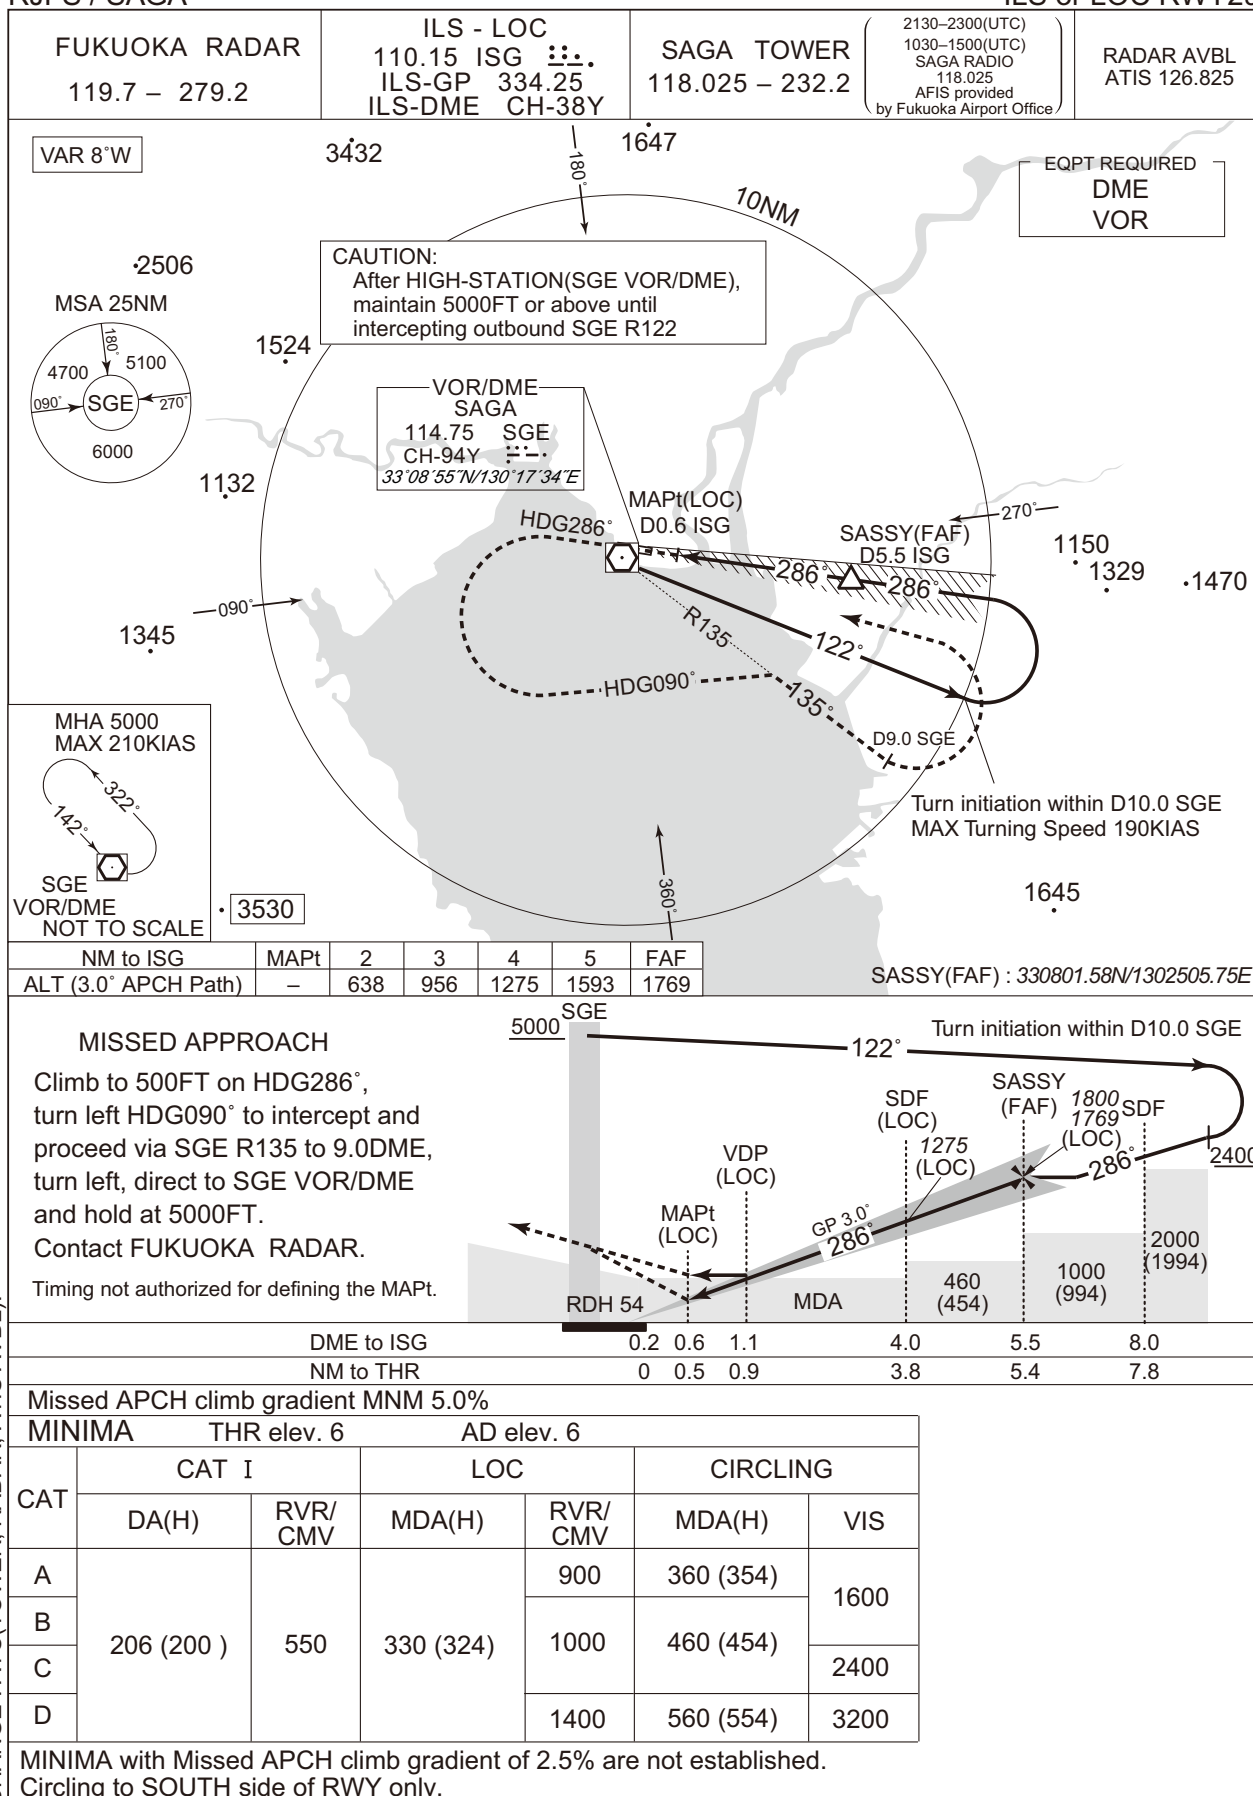 FUKUOKA RADAR
119.7 – 279.2
ILS - LOC
110.15 ISG
ILS-GP 334.25
ILS-DME CH-38Y
SAGA TOWER
118.025 – 232.2
2130–2300(UTC)
1030–1500(UTC)
SAGA RADIO
118.025
AFIS provided
by Fukuoka Airport Office
RADAR AVBL
ATIS 126.825
VAR 8°W
3432
180°
1647
10NM
EQPT REQUIRED
DME
VOR
2506
CAUTION:
After HIGH-STATION(SGE VOR/DME),
maintain 5000FT or above until
intercepting outbound SGE R122
MSA 25NM
180°
4700
5100
090°
SGE
270°
6000
1524
VOR/DME
SAGA
114.75 SGE
CH-94Y
33°08′55″N/130°17′34″E
1132
HDG286°
MAPt(LOC)
D0.6 ISG
SASSY(FAF)
D5.5 ISG
270°
1150
1329
1470
286°
286°
090°
1345
R135
122°
HDG090°
135°
D9.0 SGE
MHA 5000
MAX 210KIAS
322°
142°
SGE
VOR/DME
NOT TO SCALE
Turn initiation within D10.0 SGE
MAX Turning Speed 190KIAS
3530
360°
1645
NM to ISG MAPt 2 3 4 5 FAF
ALT (3.0° APCH Path) – 638 956 1275 1593 1769
SASSY(FAF) : 330801.58N/1302505.75E
MISSED APPROACH
Climb to 500FT on HDG286°,
turn left HDG090° to intercept and
proceed via SGE R135 to 9.0DME,
turn left, direct to SGE VOR/DME
and hold at 5000FT.
Contact FUKUOKA RADAR.
Timing not authorized for defining the MAPt.
SGE
5000
122°
Turn initiation within D10.0 SGE
SASSY
(FAF)
1800
1769
(LOC)
SDF
SDF
(LOC)
1275
(LOC)
VDP
(LOC)
MAPt
(LOC)
286°
2400
GP 3.0°
286°
RDH 54
MDA
460
(454)
1000
(994)
2000
(1994)
DME to ISG 0.2 0.6 1.1 4.0 5.5 8.0
NM to THR 0 0.5 0.9 3.8 5.4 7.8
Missed APCH climb gradient MNM 5.0%
MINIMA THR elev. 6 AD elev. 6
CAT CAT I LOC CIRCLING
DA(H) RVR/CMV MDA(H) RVR/CMV MDA(H) VIS
A 206 (200 ) 550 330 (324) 900 360 (354) 1600
B 1000 460 (454)
C 2400
D 1400 560 (554) 3200
MINIMA with Missed APCH climb gradient of 2.5% are not established.
Circling to SOUTH side of RWY only.